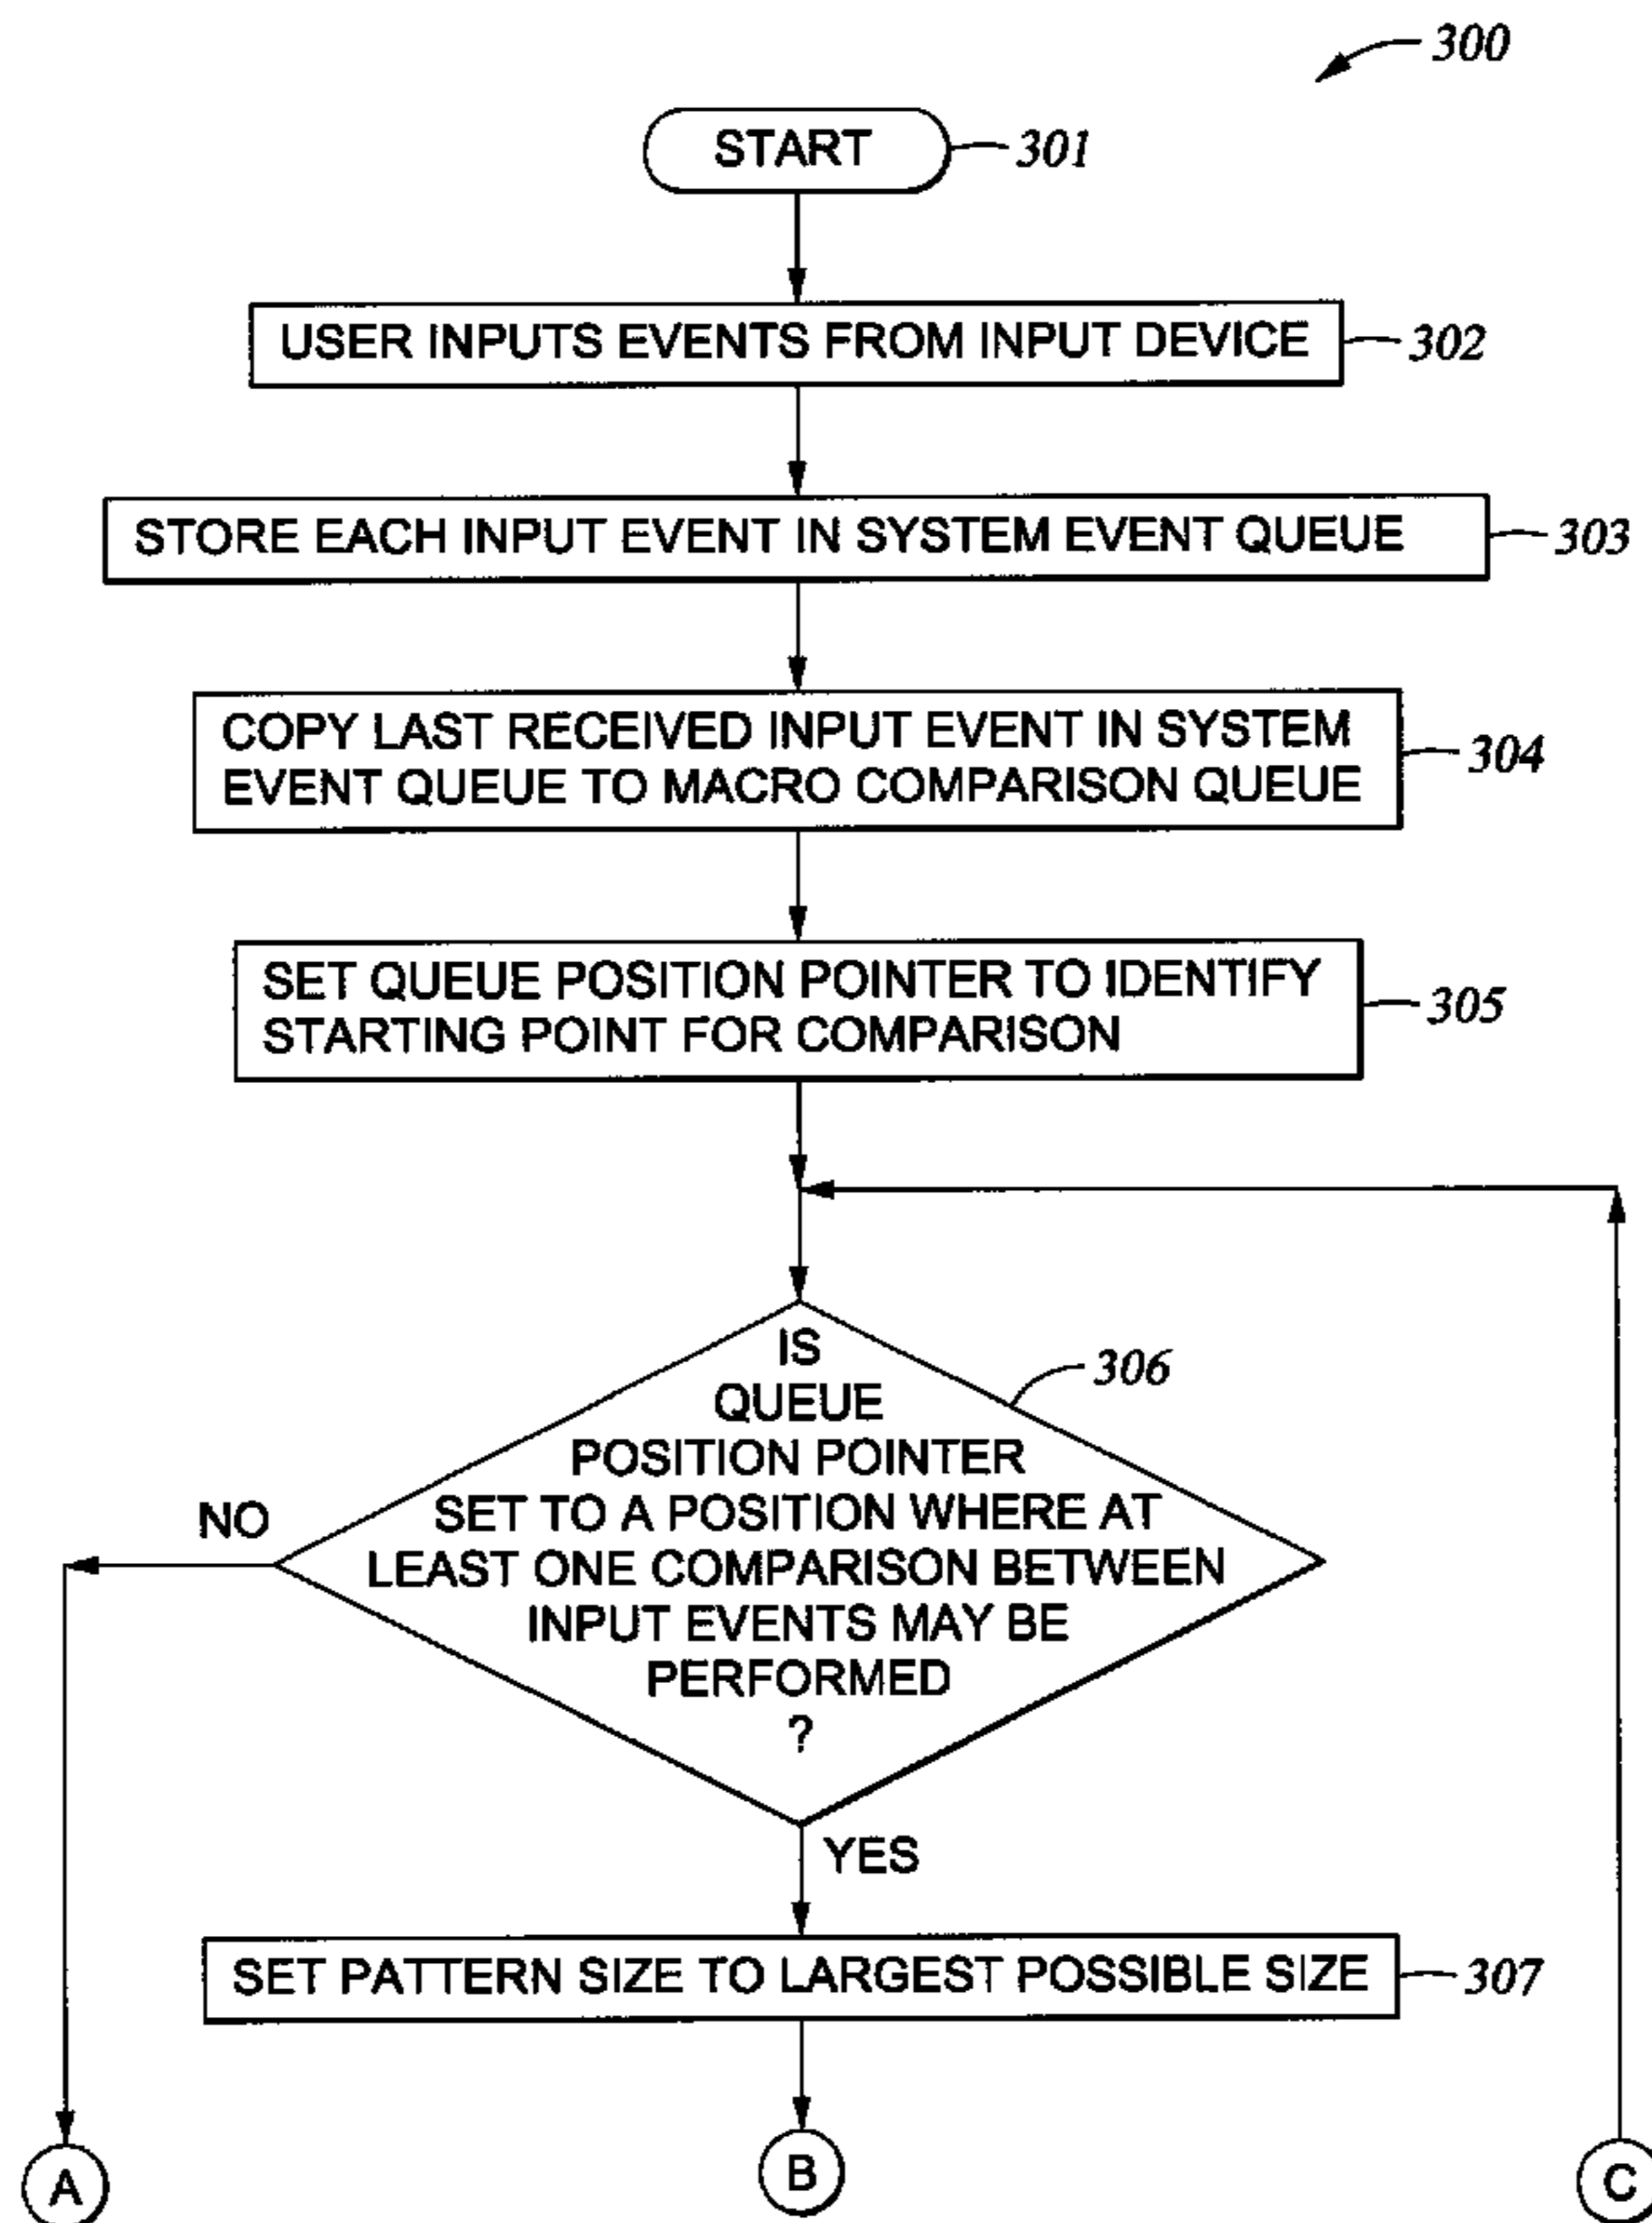 300
START
301
USER INPUTS EVENTS FROM INPUT DEVICE
302
STORE EACH INPUT EVENT IN SYSTEM EVENT QUEUE
303
COPY LAST RECEIVED INPUT EVENT IN SYSTEM
EVENT QUEUE TO MACRO COMPARISON QUEUE
304
SET QUEUE POSITION POINTER TO IDENTIFY
STARTING POINT FOR COMPARISON
305
IS
QUEUE
POSITION POINTER
SET TO A POSITION WHERE AT
LEAST ONE COMPARISON BETWEEN
INPUT EVENTS MAY BE
PERFORMED
?
306
NO
YES
SET PATTERN SIZE TO LARGEST POSSIBLE SIZE
307
A
B
C